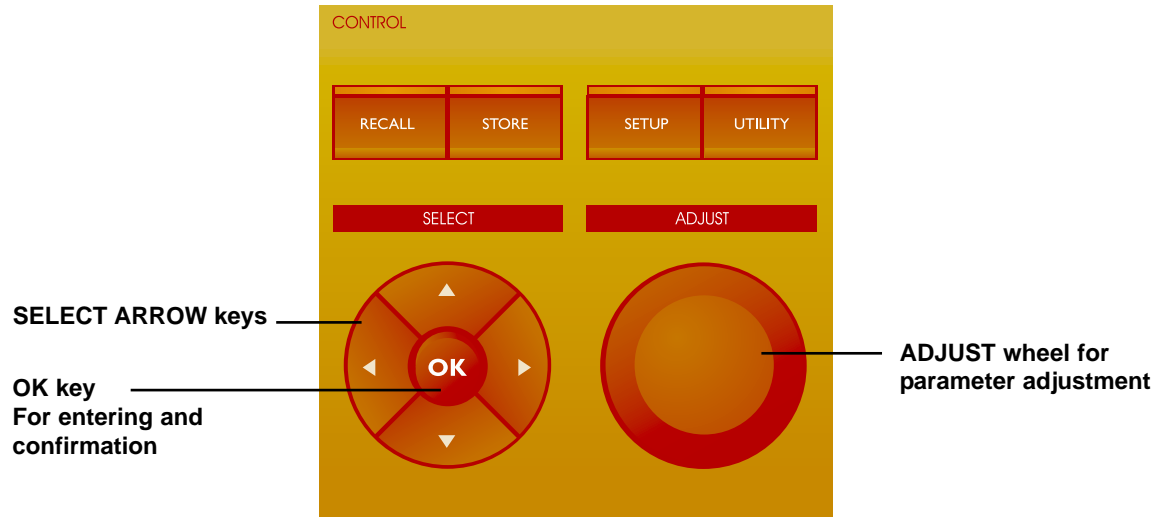 CONTROL
RECALL
STORE
SETUP
UTILITY
SELECT
ADJUST
SELECT ARROW keys
OK
OK key
For entering and
confirmation
ADJUST wheel for
parameter adjustment